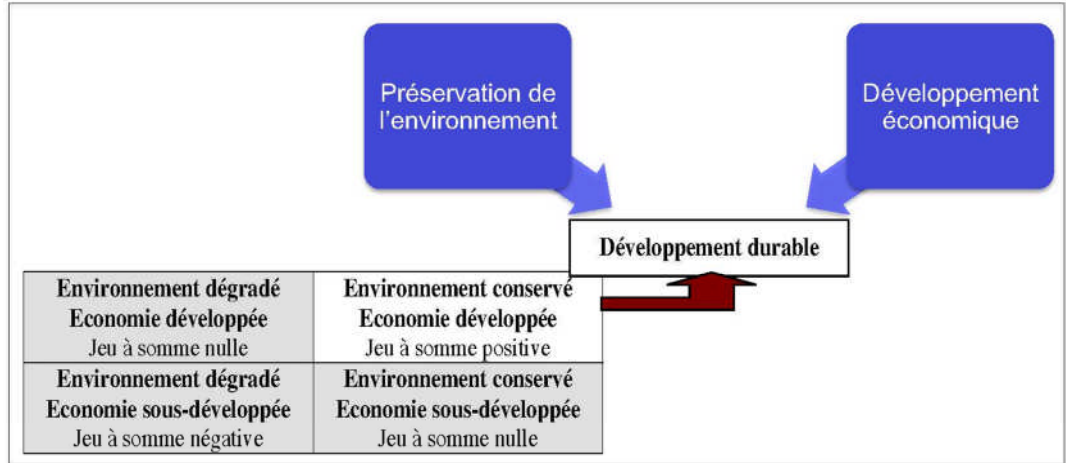 Préservation de
l'environnement
Développement
économique
Développement durable
Environnement dégradé
Economie développée
Jeu à somme nulle
Environnement conservé
Economie développée
Jeu à somme positive
Environnement dégradé
Economie sous-développée
Jeu à somme négative
Environnement conservé
Economie sous-développée
Jeu à somme nulle